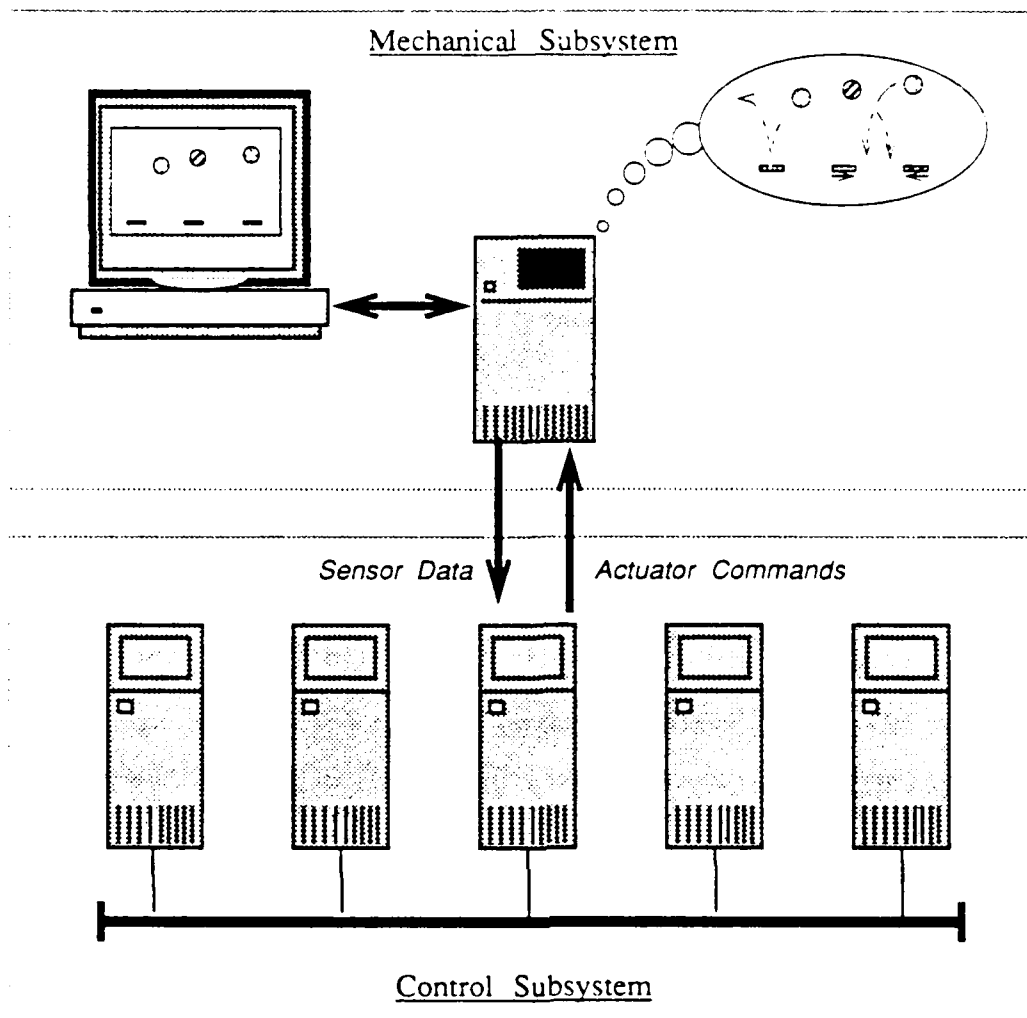 Mechanical Subsystem
Sensor Data
Actuator Commands
Control Subsystem